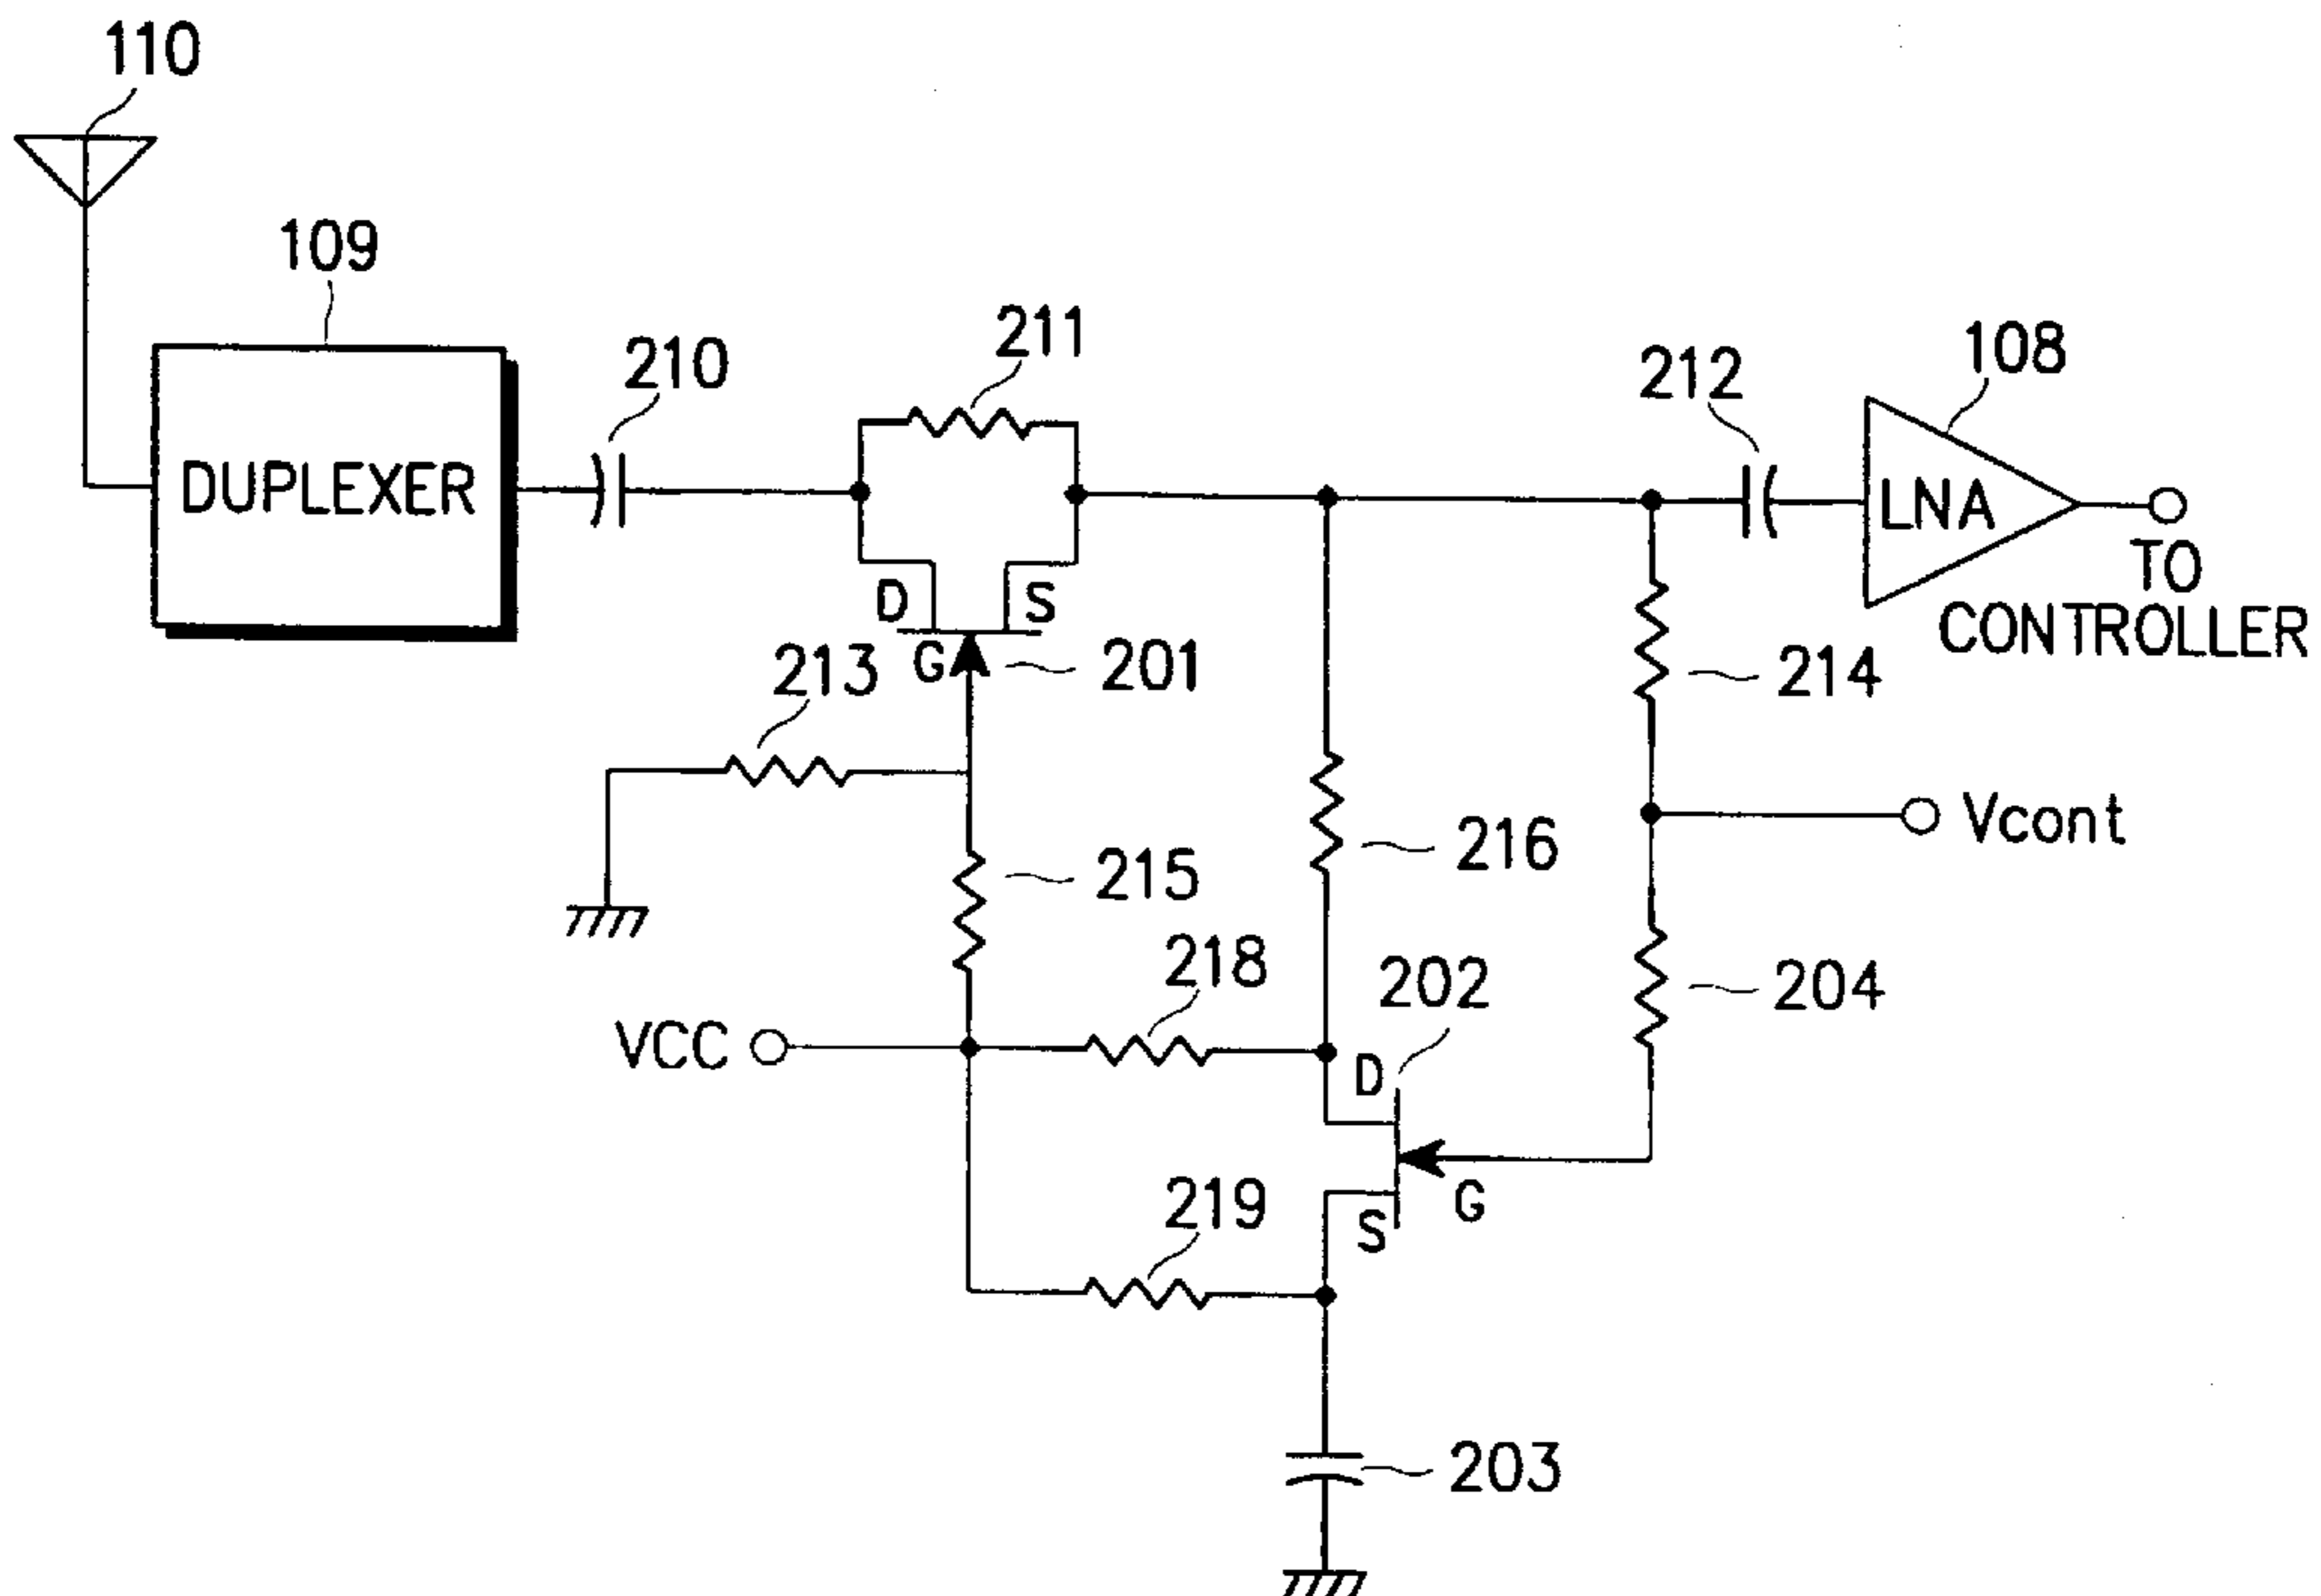 110
109
DUPLEXER
210
211
212
108
LNA
TO
CONTROLLER
D
S
G
201
213
214
Vcont
215
216
218
202
204
VCC
D
G
S
219
203